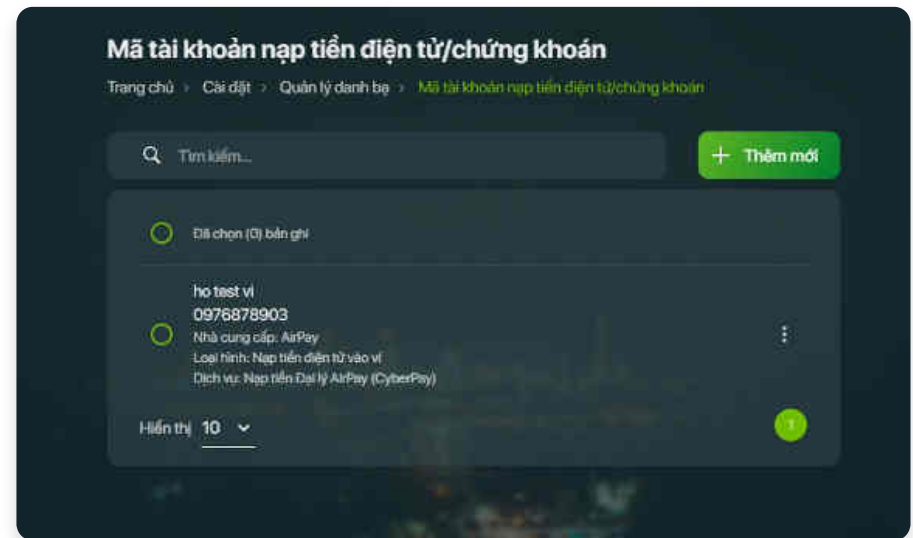 Mã tài khoản nạp tiền điện tử/chứng khoán
Trang chủ > Cài đặt > Quản lý danh bạ > Mã tài khoản nạp tiền điện tử/chứng khoán
Tìm kiếm...
+ Thêm mới
Đã chọn (0) bản ghi
ho test vi
0976878903
Nhà cung cấp: AirPay
Loại hình: Nạp tiền điện tử vào ví
Dịch vụ: Nạp tiền Đại lý AirPay (CyberPay)
Hiển thị 10
1